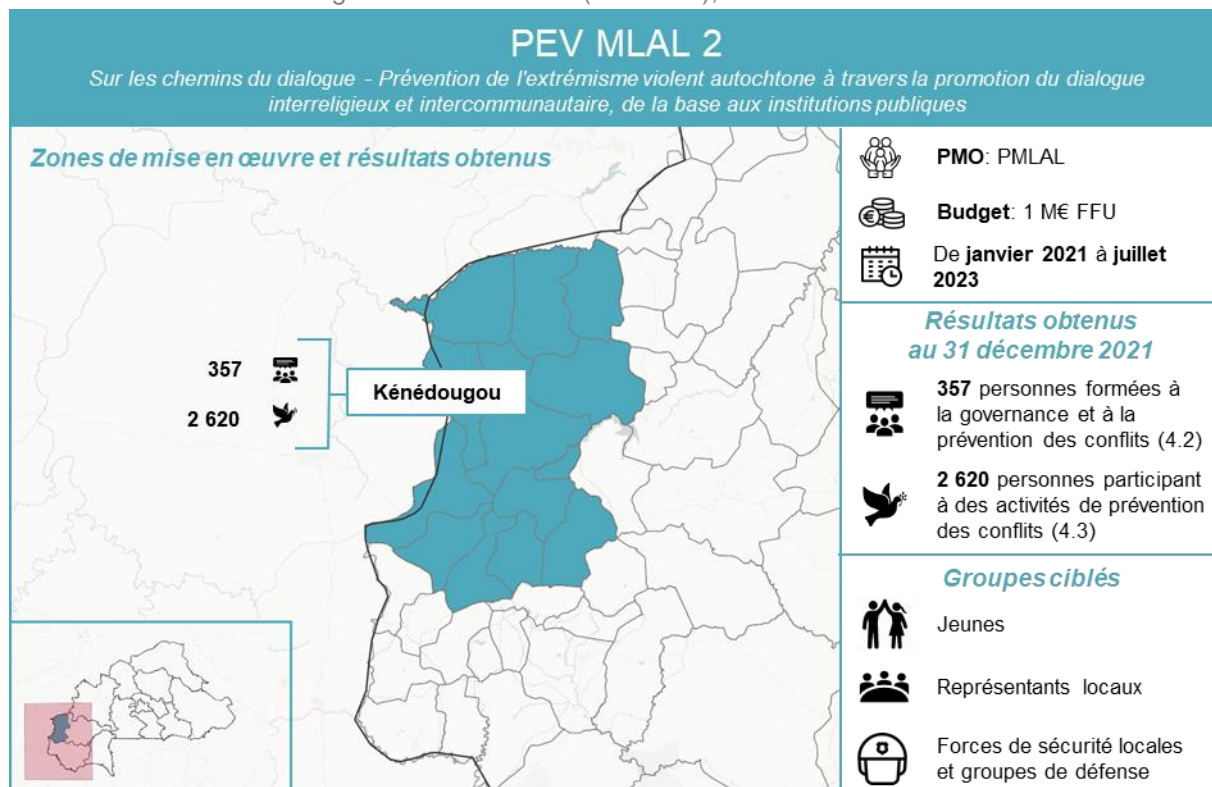 PEV MLAL 2
Sur les chemins du dialogue - Prévention de l'extrémisme violent autochtone à travers la promotion du dialogue
interreligieux et intercommunautaire, de la base aux institutions publiques
Zones de mise en œuvre et résultats obtenus
357
2 620
Kénédougou
PMO: PMLAL
Budget: 1 M€ FFU
De janvier 2021 à juillet
2023
Résultats obtenus
au 31 décembre 2021
357 personnes formées à
la governance et à la
prévention des conflits (4.2)
2 620 personnes participant
à des activités de prévention
des conflits (4.3)
Groupes ciblés
Jeunes
Représentants locaux
Forces de sécurité locales
et groupes de défense